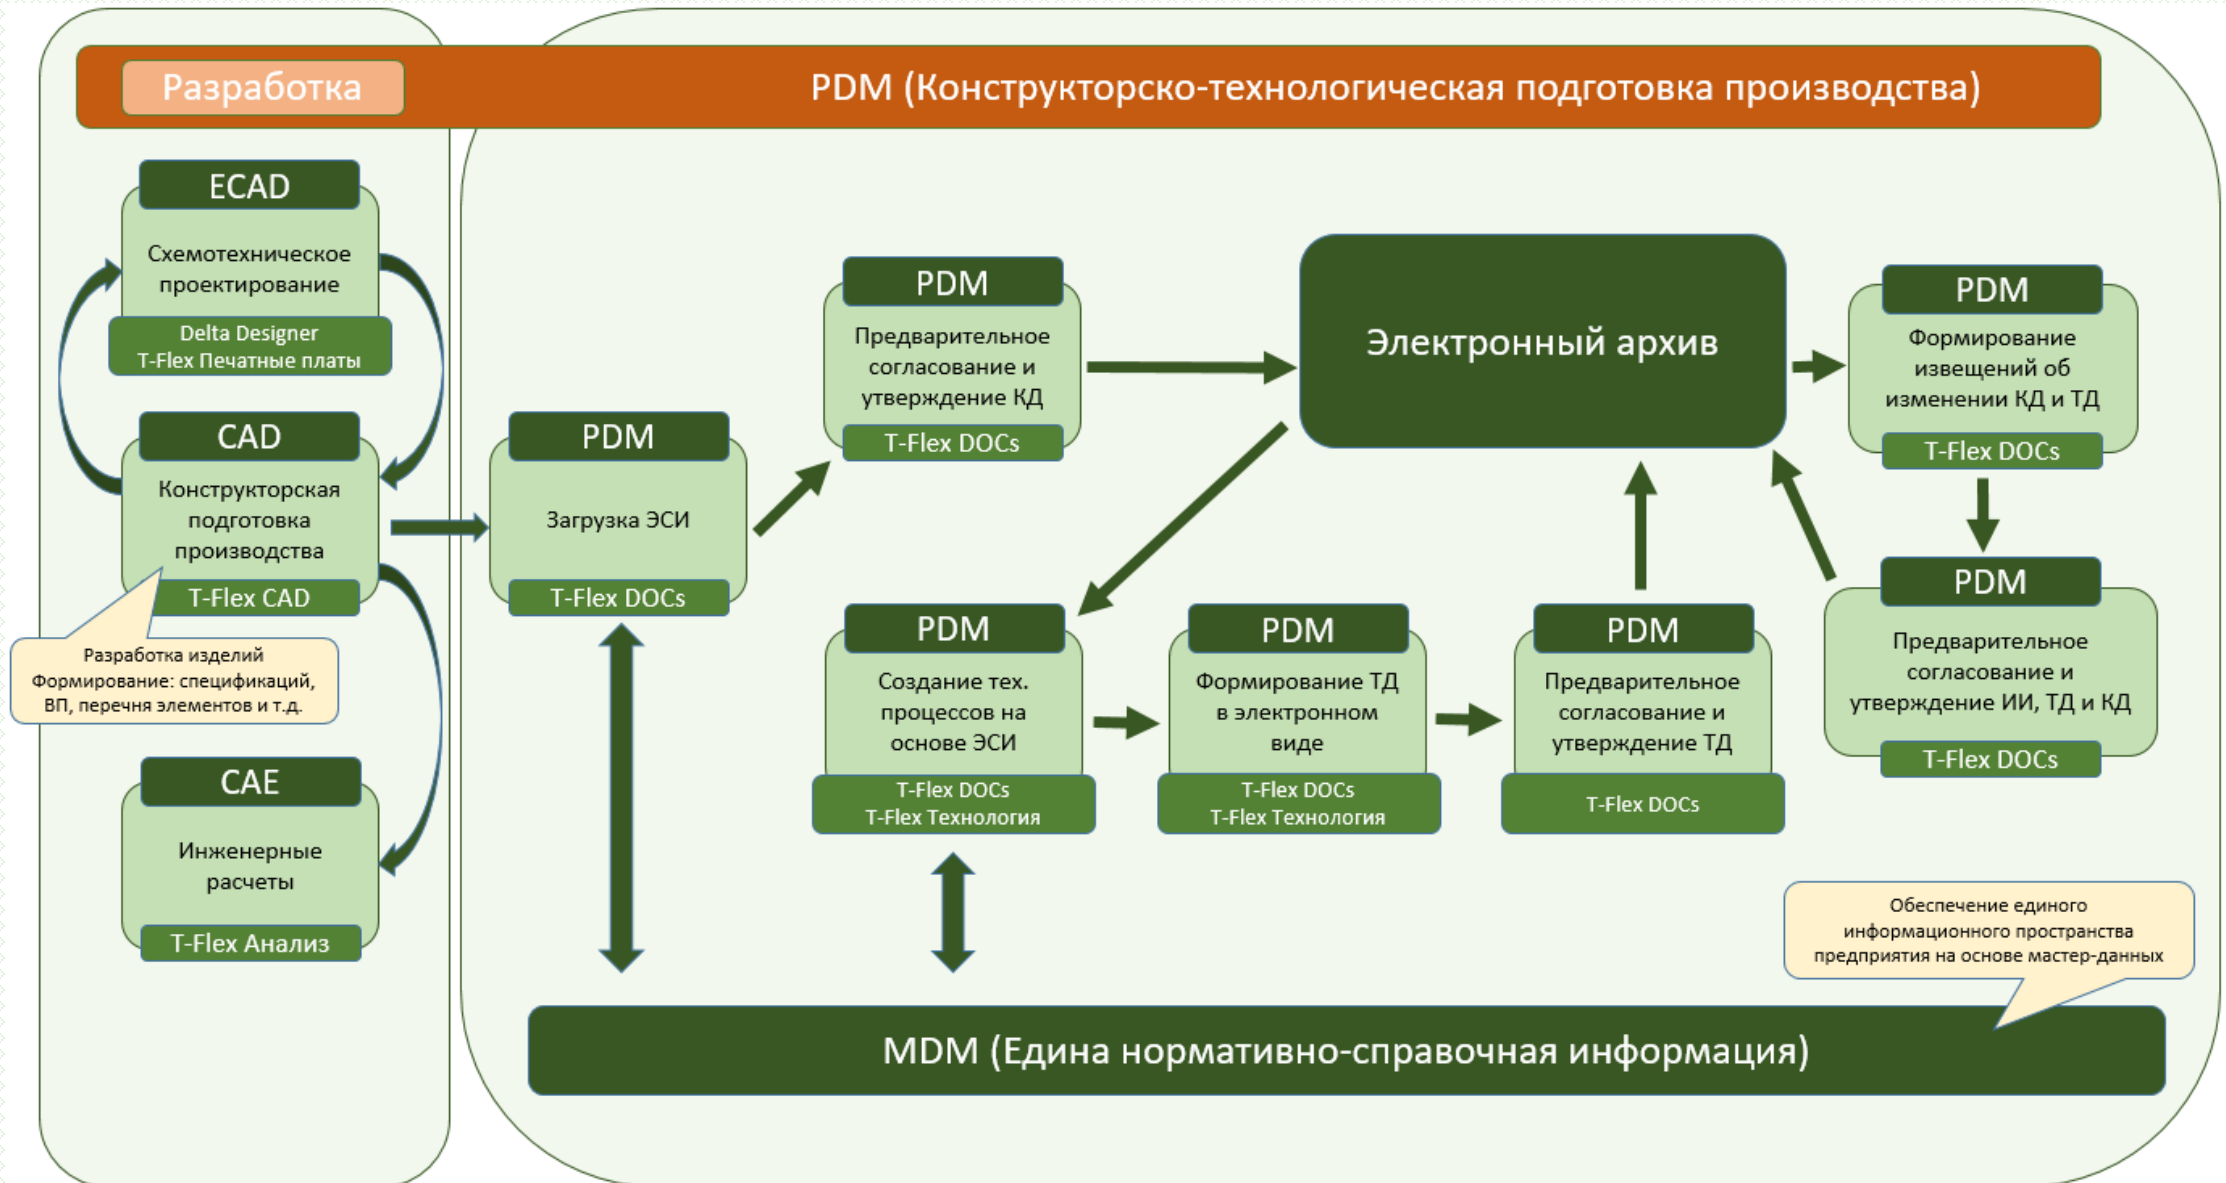 Разработка
PDM (Конструкторско-технологическая подготовка производства)
ECAD
Схемотехническое
проектирование
Delta Designer
T-Flex Печатные платы
CAD
Конструкторская
подготовка
производства
T-Flex CAD
Разработка изделий
Формирование: спецификаций,
ВП, перечня элементов и т.д.
CAE
Инженерные
расчеты
T-Flex Анализ
PDM
Загрузка ЭСИ
T-Flex DOCs
PDM
Предварительное
согласование и
утверждение КД
T-Flex DOCs
Электронный архив
PDM
Формирование
извещений об
изменении КД и ТД
T-Flex DOCs
PDM
Создание тех.
процессов на
основе ЭСИ
T-Flex DOCs
T-Flex Технология
PDM
Формирование ТД
в электронном
виде
T-Flex DOCs
T-Flex Технология
PDM
Предварительное
согласование и
утверждение ТД
T-Flex DOCs
PDM
Предварительное
согласование и
утверждение ИИ, ТД и КД
T-Flex DOCs
Обеспечение единого
информационного пространства
предприятия на основе мастер-данных
MDM (Едина нормативно-справочная информация)